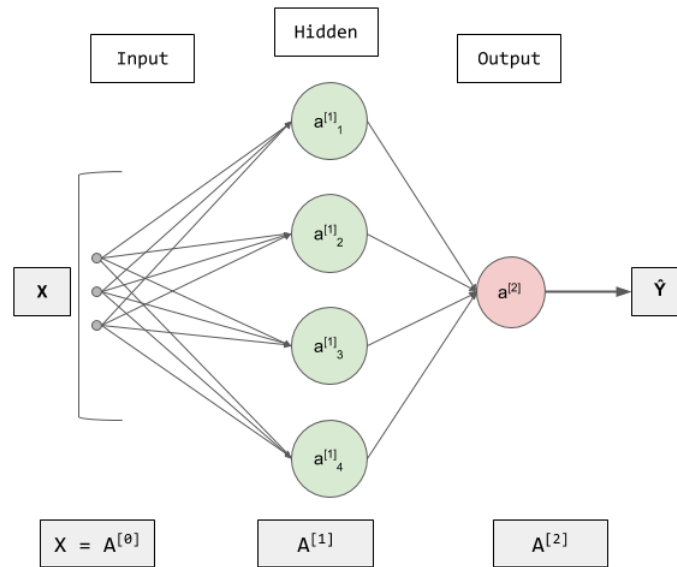 Hidden
Input
Output
a[1]1
a[1]2
X
a[2]
Ŷ
a[1]3
a[1]4
X = A[0]
A[1]
A[2]